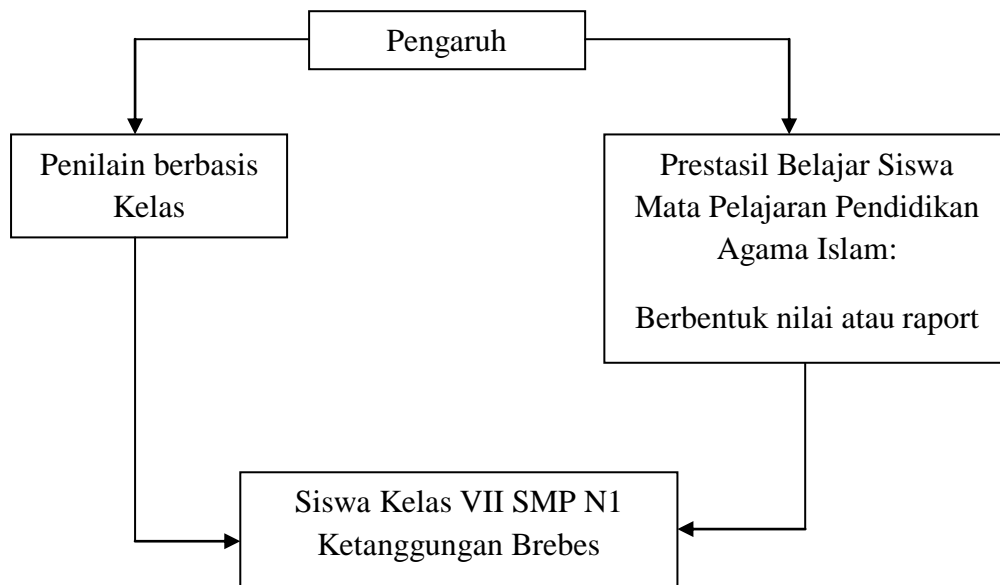 Pengaruh
Penilain berbasis
Kelas
Prestasil Belajar Siswa
Mata Pelajaran Pendidikan
Agama Islam:
Berbentuk nilai atau raport
Siswa Kelas VII SMP N1
Ketanggungan Brebes